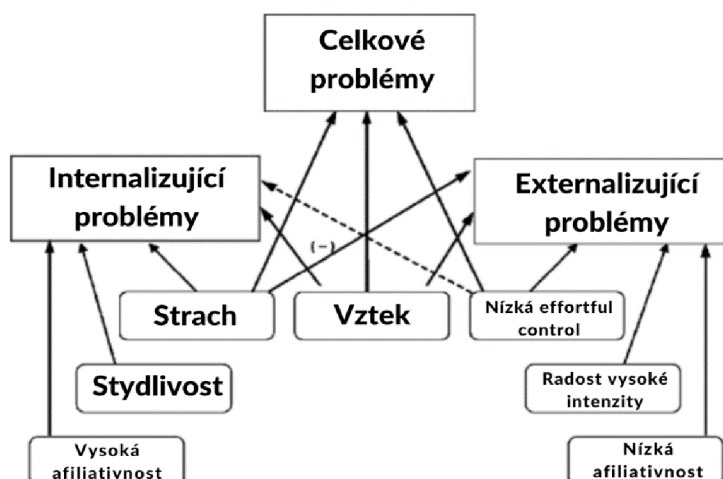 Celkové
problémy
Internalizující
problémy
Externalizující
problémy
(-)
Strach
Vztek
Nízká effortful
control
Stydlivost
Radost vysoké
intenzity
Vysoká
afiliativnost
Nízká
afiliativnost